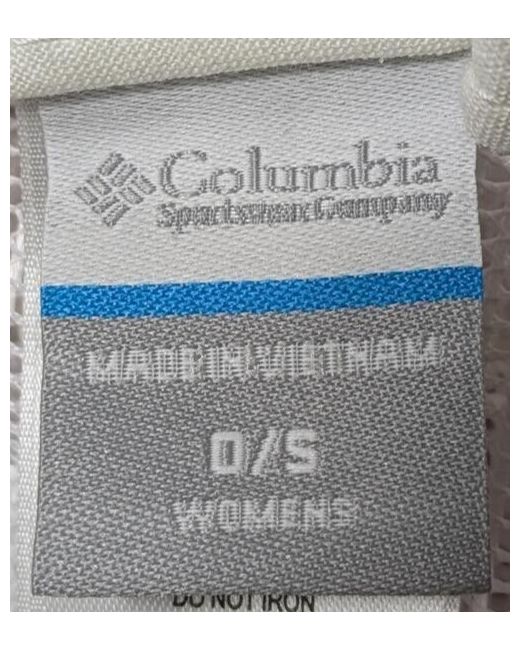 Columbia
Sportswear Company
MADE IN VIETNAM
O/S
WOMENS
DO NOT IRON